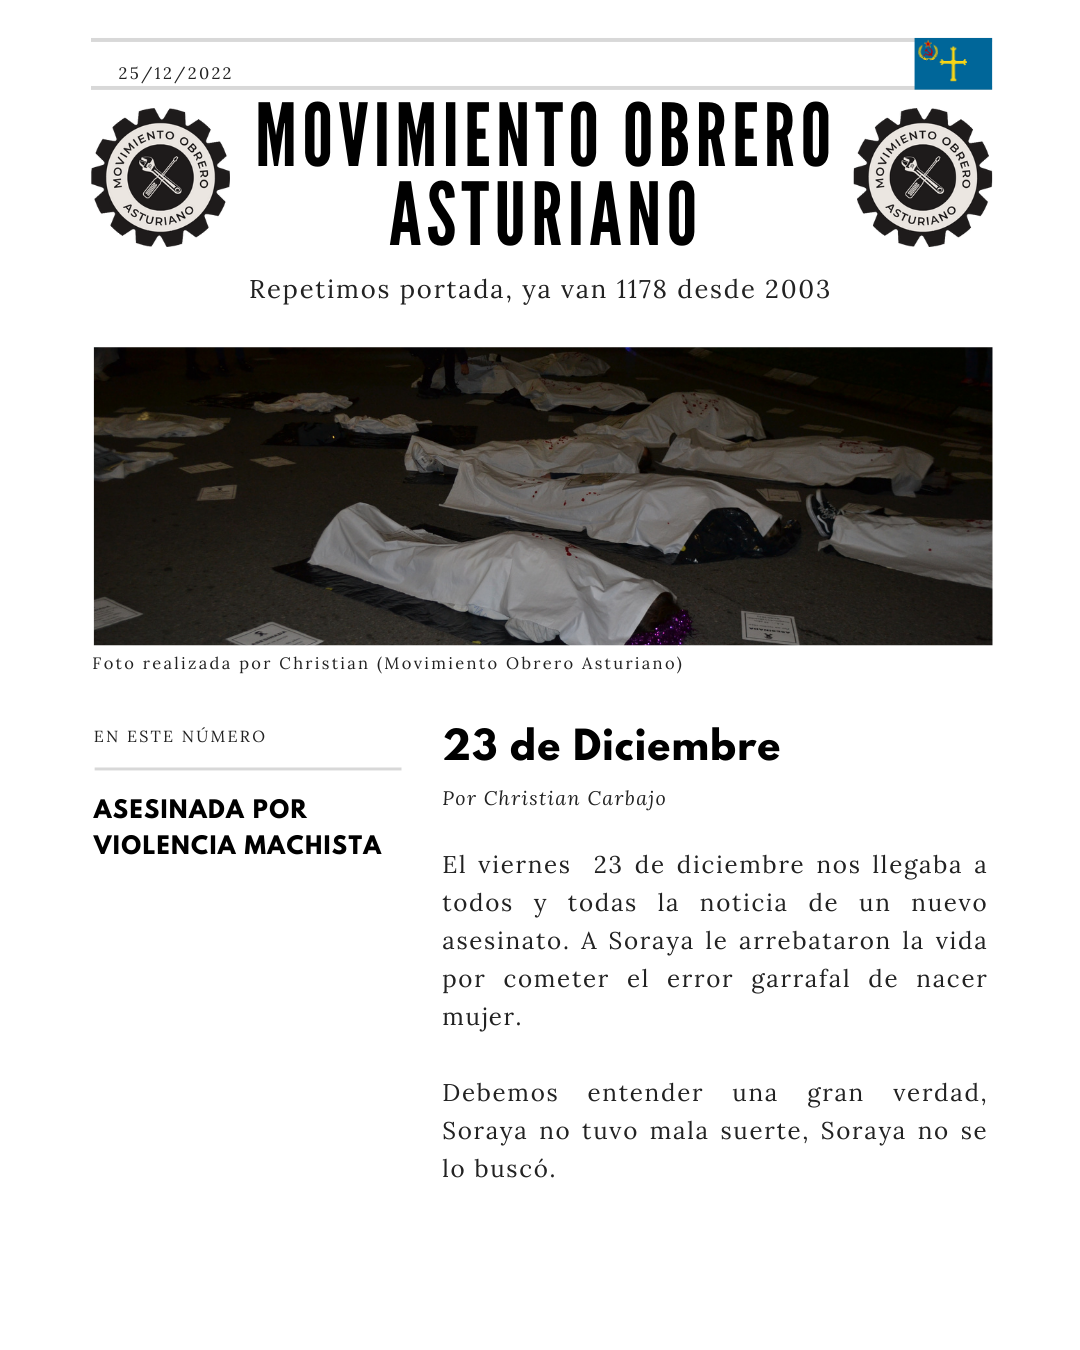 25/12/2022
MOVIMIENTO OBRERO
ASTURIANO
MOVIMIENTO OBRERO
ASTURIANO
MOVIMIENTO OBRERO
ASTURIANO
Repetimos portada, ya van 1178 desde 2003
Foto realizada por Christian (Movimiento Obrero Asturiano)
EN ESTE NÚMERO
ASESINADA POR
VIOLENCIA MACHISTA
23 de Diciembre
Por Christian Carbajo
El viernes 23 de diciembre nos llegaba a
todos y todas la noticia de un nuevo
asesinato. A Soraya le arrebataron la vida
por cometer el error garrafal de nacer
mujer.
Debemos entender una gran verdad,
Soraya no tuvo mala suerte, Soraya no se
lo buscó.